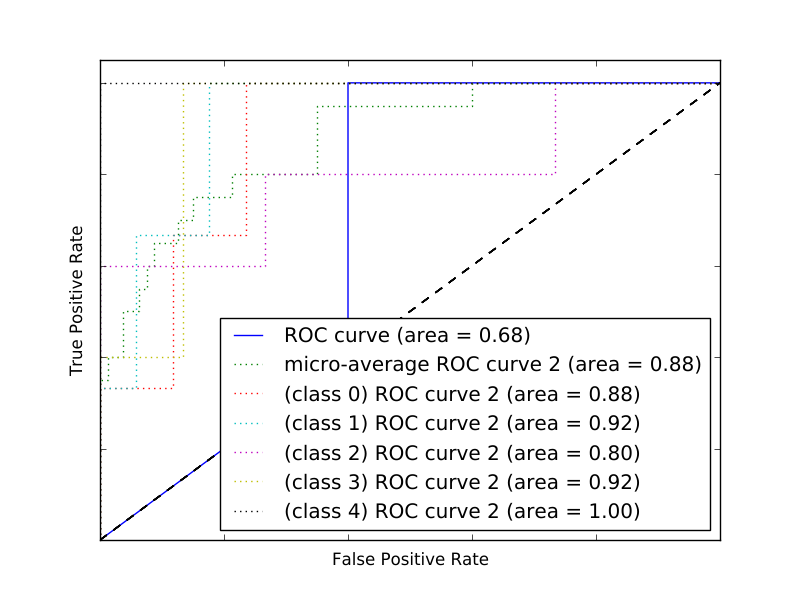 True Positive Rate
ROC curve (area = 0.68)
micro-average ROC curve 2 (area = 0.88)
(class 0) ROC curve 2 (area = 0.88)
(class 1) ROC curve 2 (area = 0.92)
(class 2) ROC curve 2 (area = 0.80)
(class 3) ROC curve 2 (area = 0.92)
(class 4) ROC curve 2 (area = 1.00)
False Positive Rate